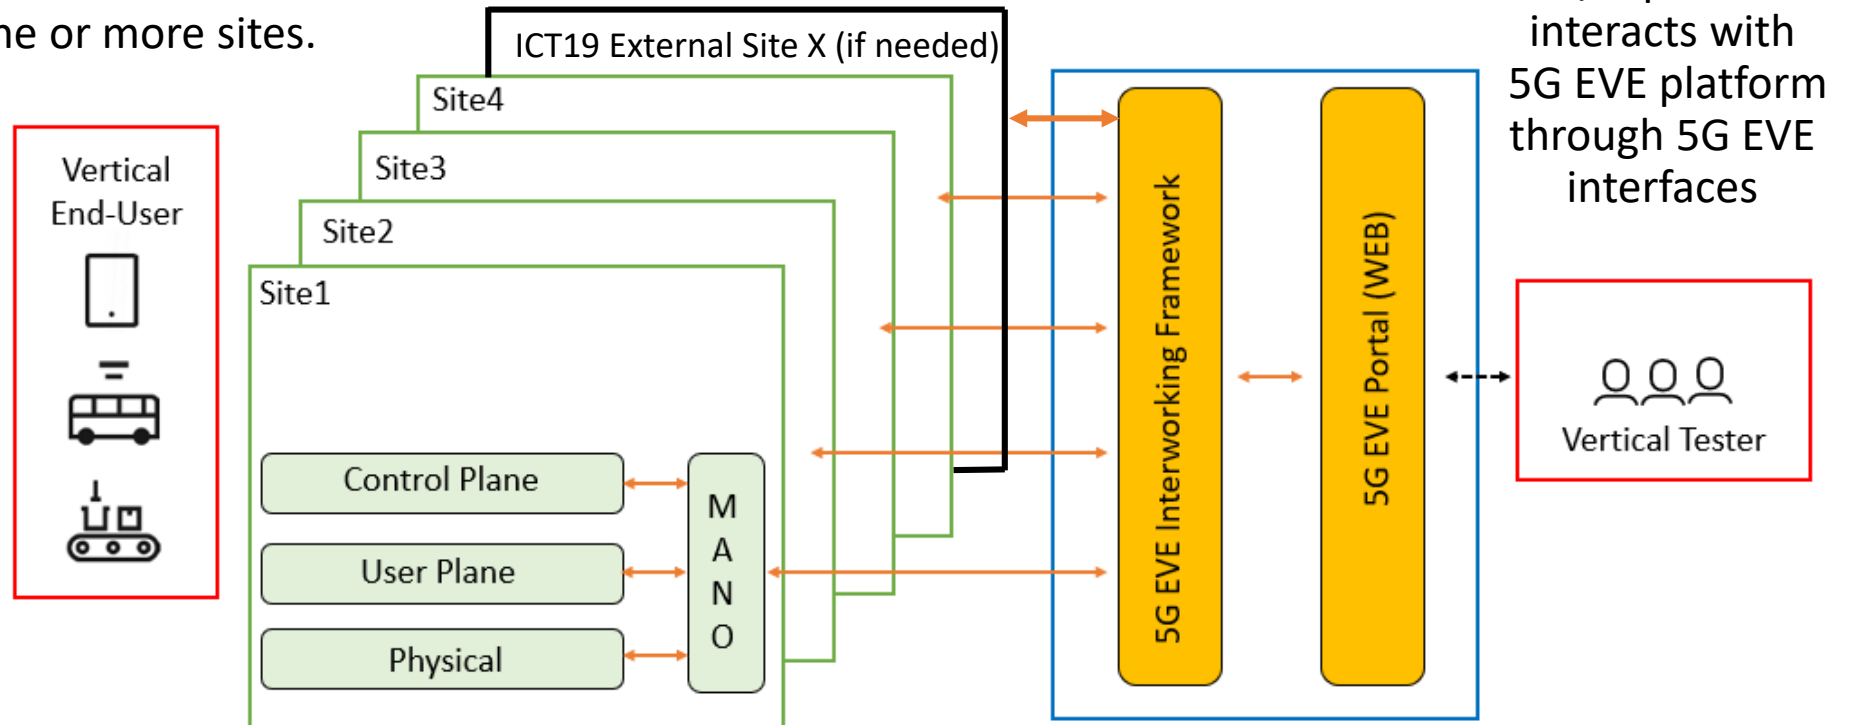 ne or more sites.
interacts with
5G EVE platform
through 5G EVE
interfaces
ICT19 External Site X (if needed)
Site4
Site3
Site2
Site1
Vertical
End-User
Control Plane
User Plane
Physical
M
A
N
O
5G EVE Interworking Framework
5G EVE Portal (WEB)
Vertical Tester